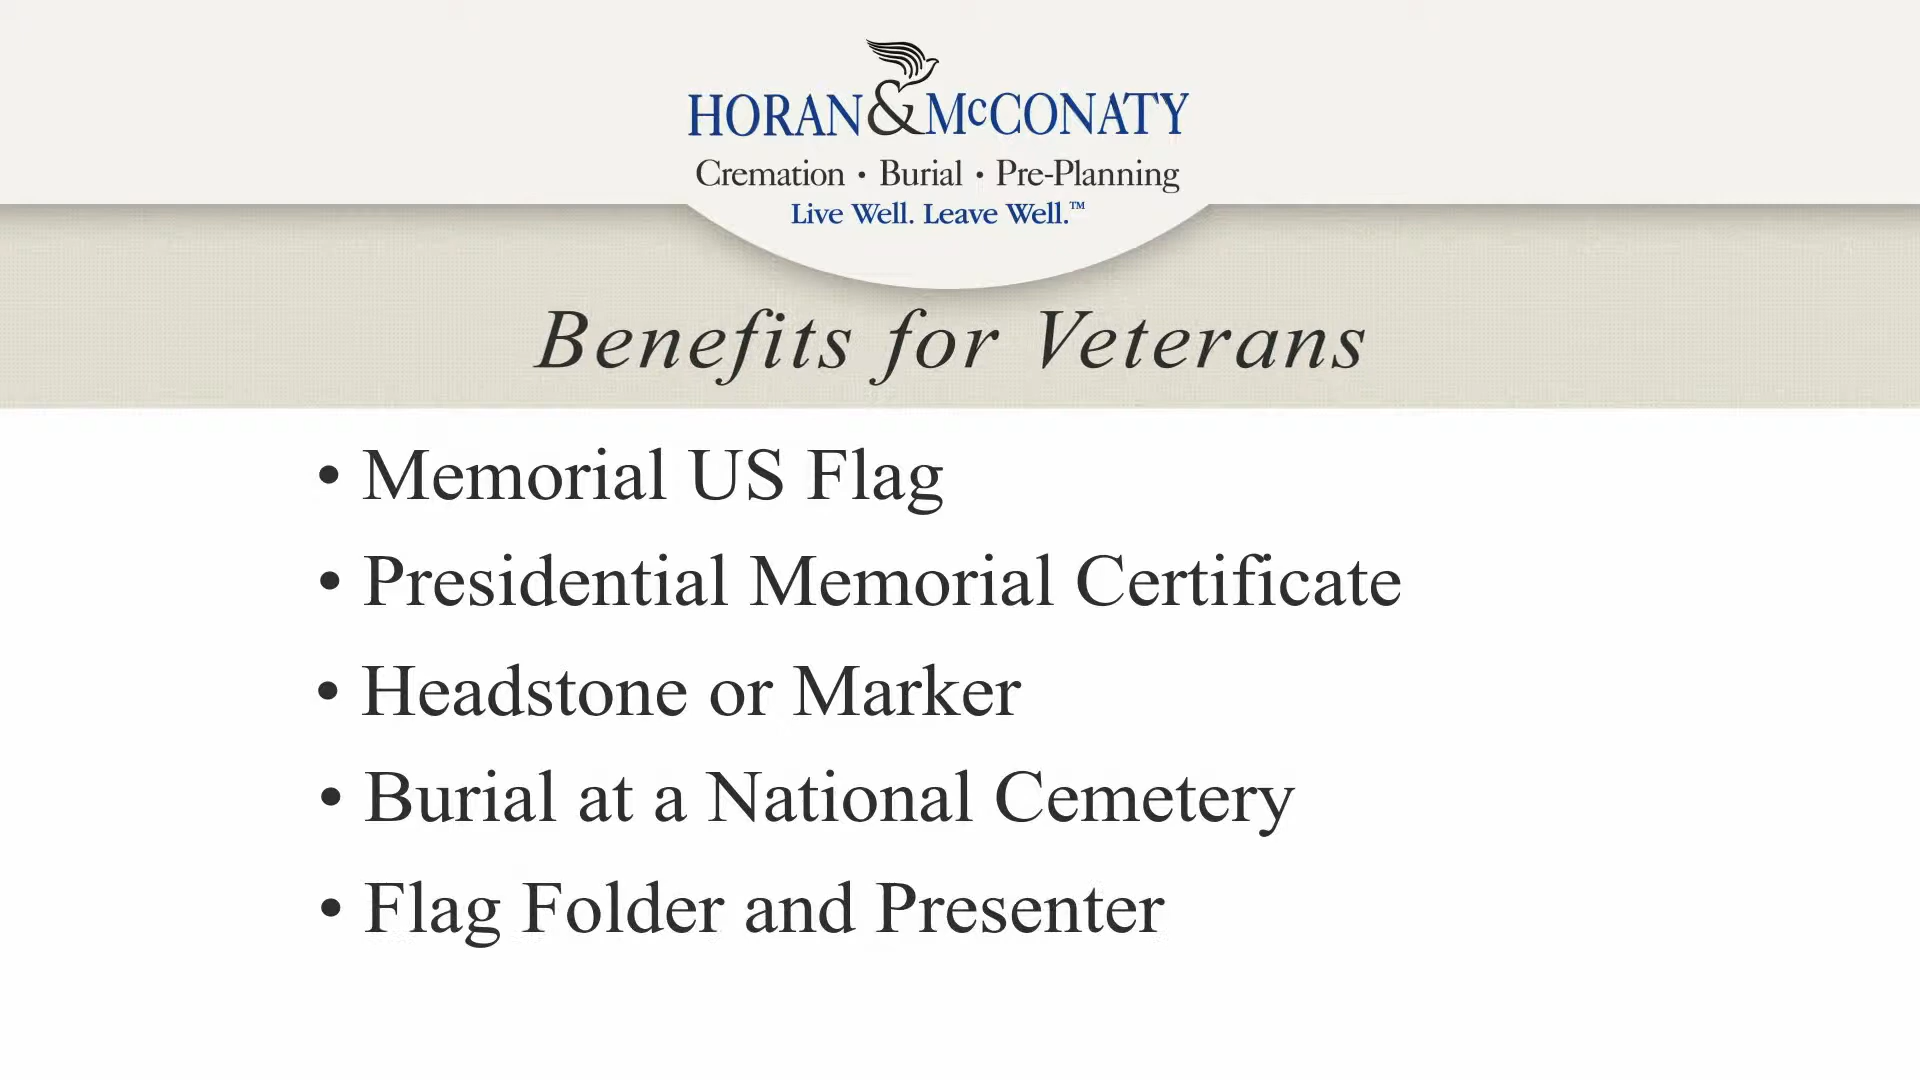 HORAN & McCONATY
Cremation • Burial • Pre-Planning
Live Well. Leave Well.™
Benefits for Veterans
• Memorial US Flag
• Presidential Memorial Certificate
• Headstone or Marker
• Burial at a National Cemetery
• Flag Folder and Presenter